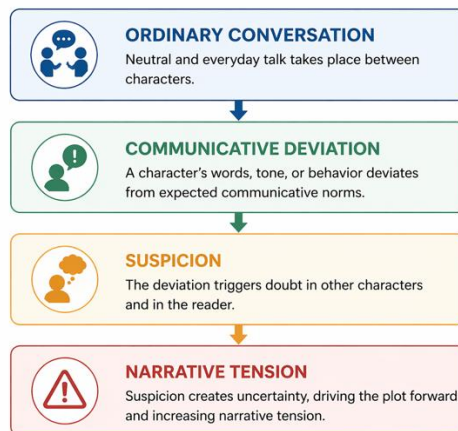 ORDINARY CONVERSATION
Neutral and everyday talk takes place between
characters.
COMMUNICATIVE DEVIATION
A character's words, tone, or behavior deviates
from expected communicative norms.
SUSPICION
The deviation triggers doubt in other characters
and in the reader.
NARRATIVE TENSION
Suspicion creates uncertainty, driving the plot forward
and increasing narrative tension.